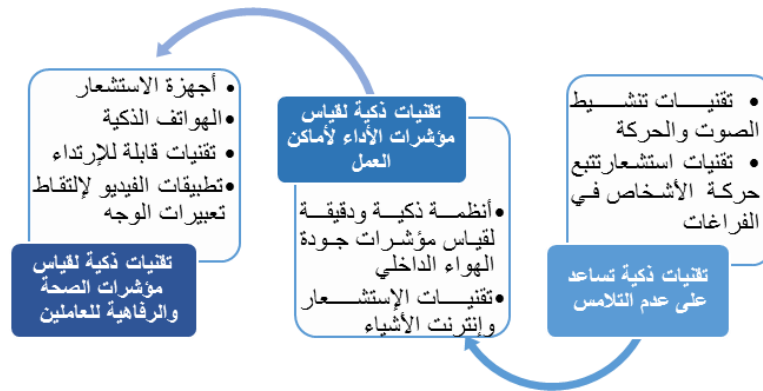 • تقنيات تنشيط
الصوت والحركة
• تقنيات استشعارتتبع
حركة الأشخاص في
الفراغات
تقنيات ذكية تساعد
على عدم التلامس
تقنيات ذكية لقياس
مؤشرات الأداء لأماكن
العمل
• أنظمة ذكية ودقيقة
لقياس مؤشرات جودة
الهواء الداخلي
• تقنيات الإستشعار
وإنترنت الأشياء
• أجهزة الاستشعار
• الهواتف الذكية
• تقنيات قابلة للإرتداء
• تطبيقات الفيديو لإلتقاط
تعبيرات الوجه
تقنيات ذكية لقياس
مؤشرات الصحة
والرفاهية للعاملين